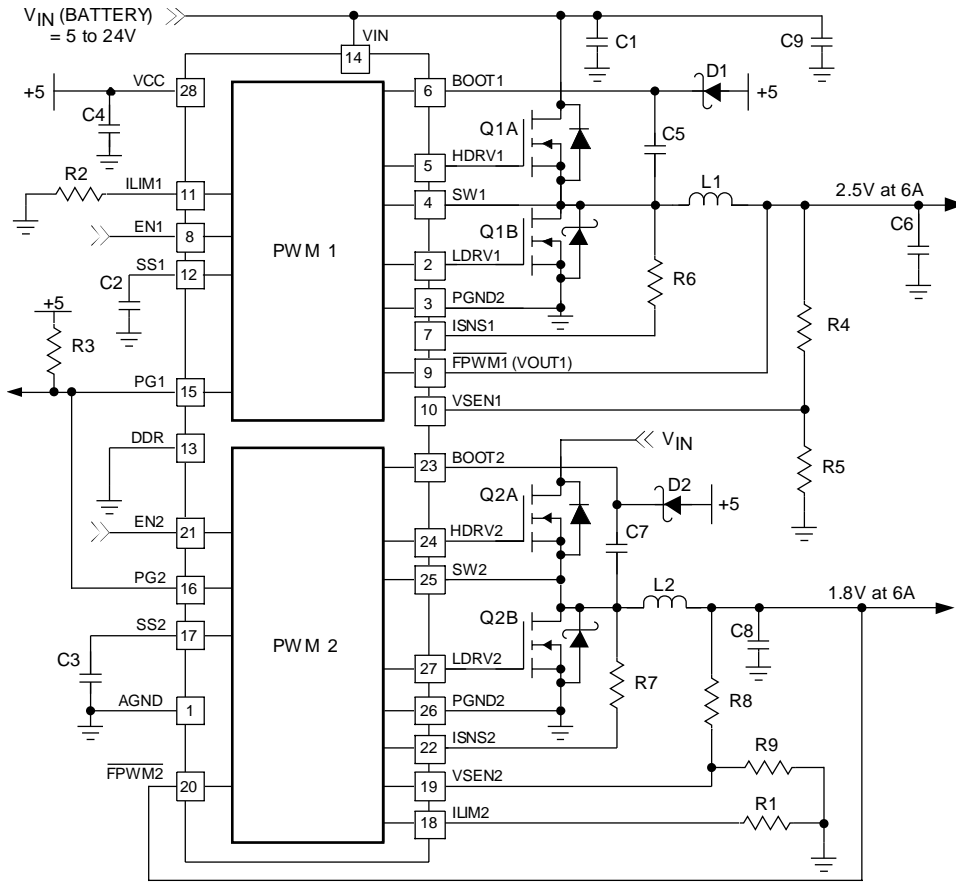 VIN (BATTERY)
= 5 to 24V
VIN
14
C1
C9
+5
VCC
28
C4
6
BOOT1
D1
+5
Q1A
C5
5
HDRV1
R2
ILIM1
11
4
SW1
L1
2.5V at 6A
EN1
8
PWM 1
Q1B
C6
SS1
12
C2
2
LDRV1
R6
3
PGND2
+5
R3
7
ISNS1
R4
9
FPWM1 (VOUT1)
PG1
15
10
VSEN1
DDR
13
VIN
23
BOOT2
R5
D2
+5
Q2A
C7
EN2
21
24
HDRV2
25
SW2
L2
1.8V at 6A
PG2
16
SS2
17
PWM 2
Q2B
C8
C3
27
LDRV2
R7
R8
AGND
1
26
PGND2
22
ISNS2
R9
FPWM2
20
19
VSEN2
R1
18
ILIM2